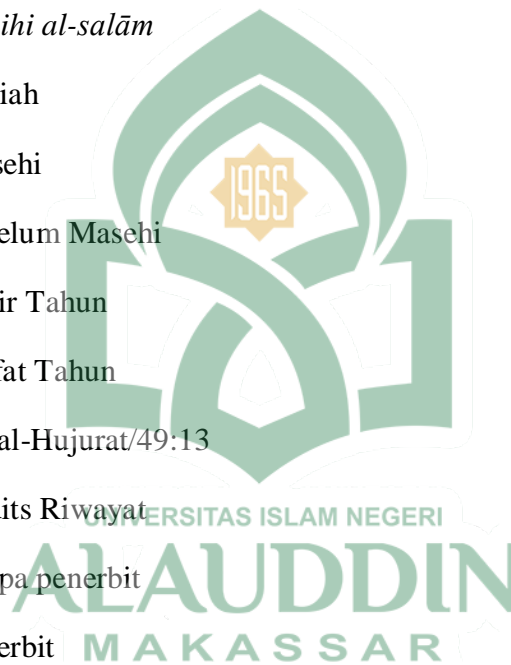 ihi al-salām
iah
sehi
elum Masehi
1965
ir Tahun
fat Tahun
al-Hujurat/49:13
its Riwayat
UNIVERSITAS ISLAM NEGERI
ALAUDDIN
pa penerbit
erbit
MAKASSAR